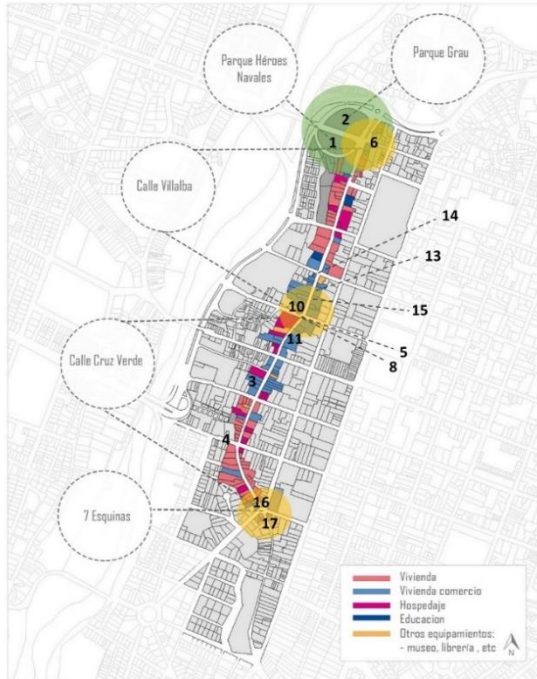 Parque Héroes
Navales
Parque Grau
2
1
6
Calle Villalba
14
13
10
15
11
5
8
Calle Cruz Verde
3
4
7 Esquinas
16
17
Vivienda
Vivienda comercio
Hospedaje
Educacion
Otros equipamientos:
- museo, librería , etc
N